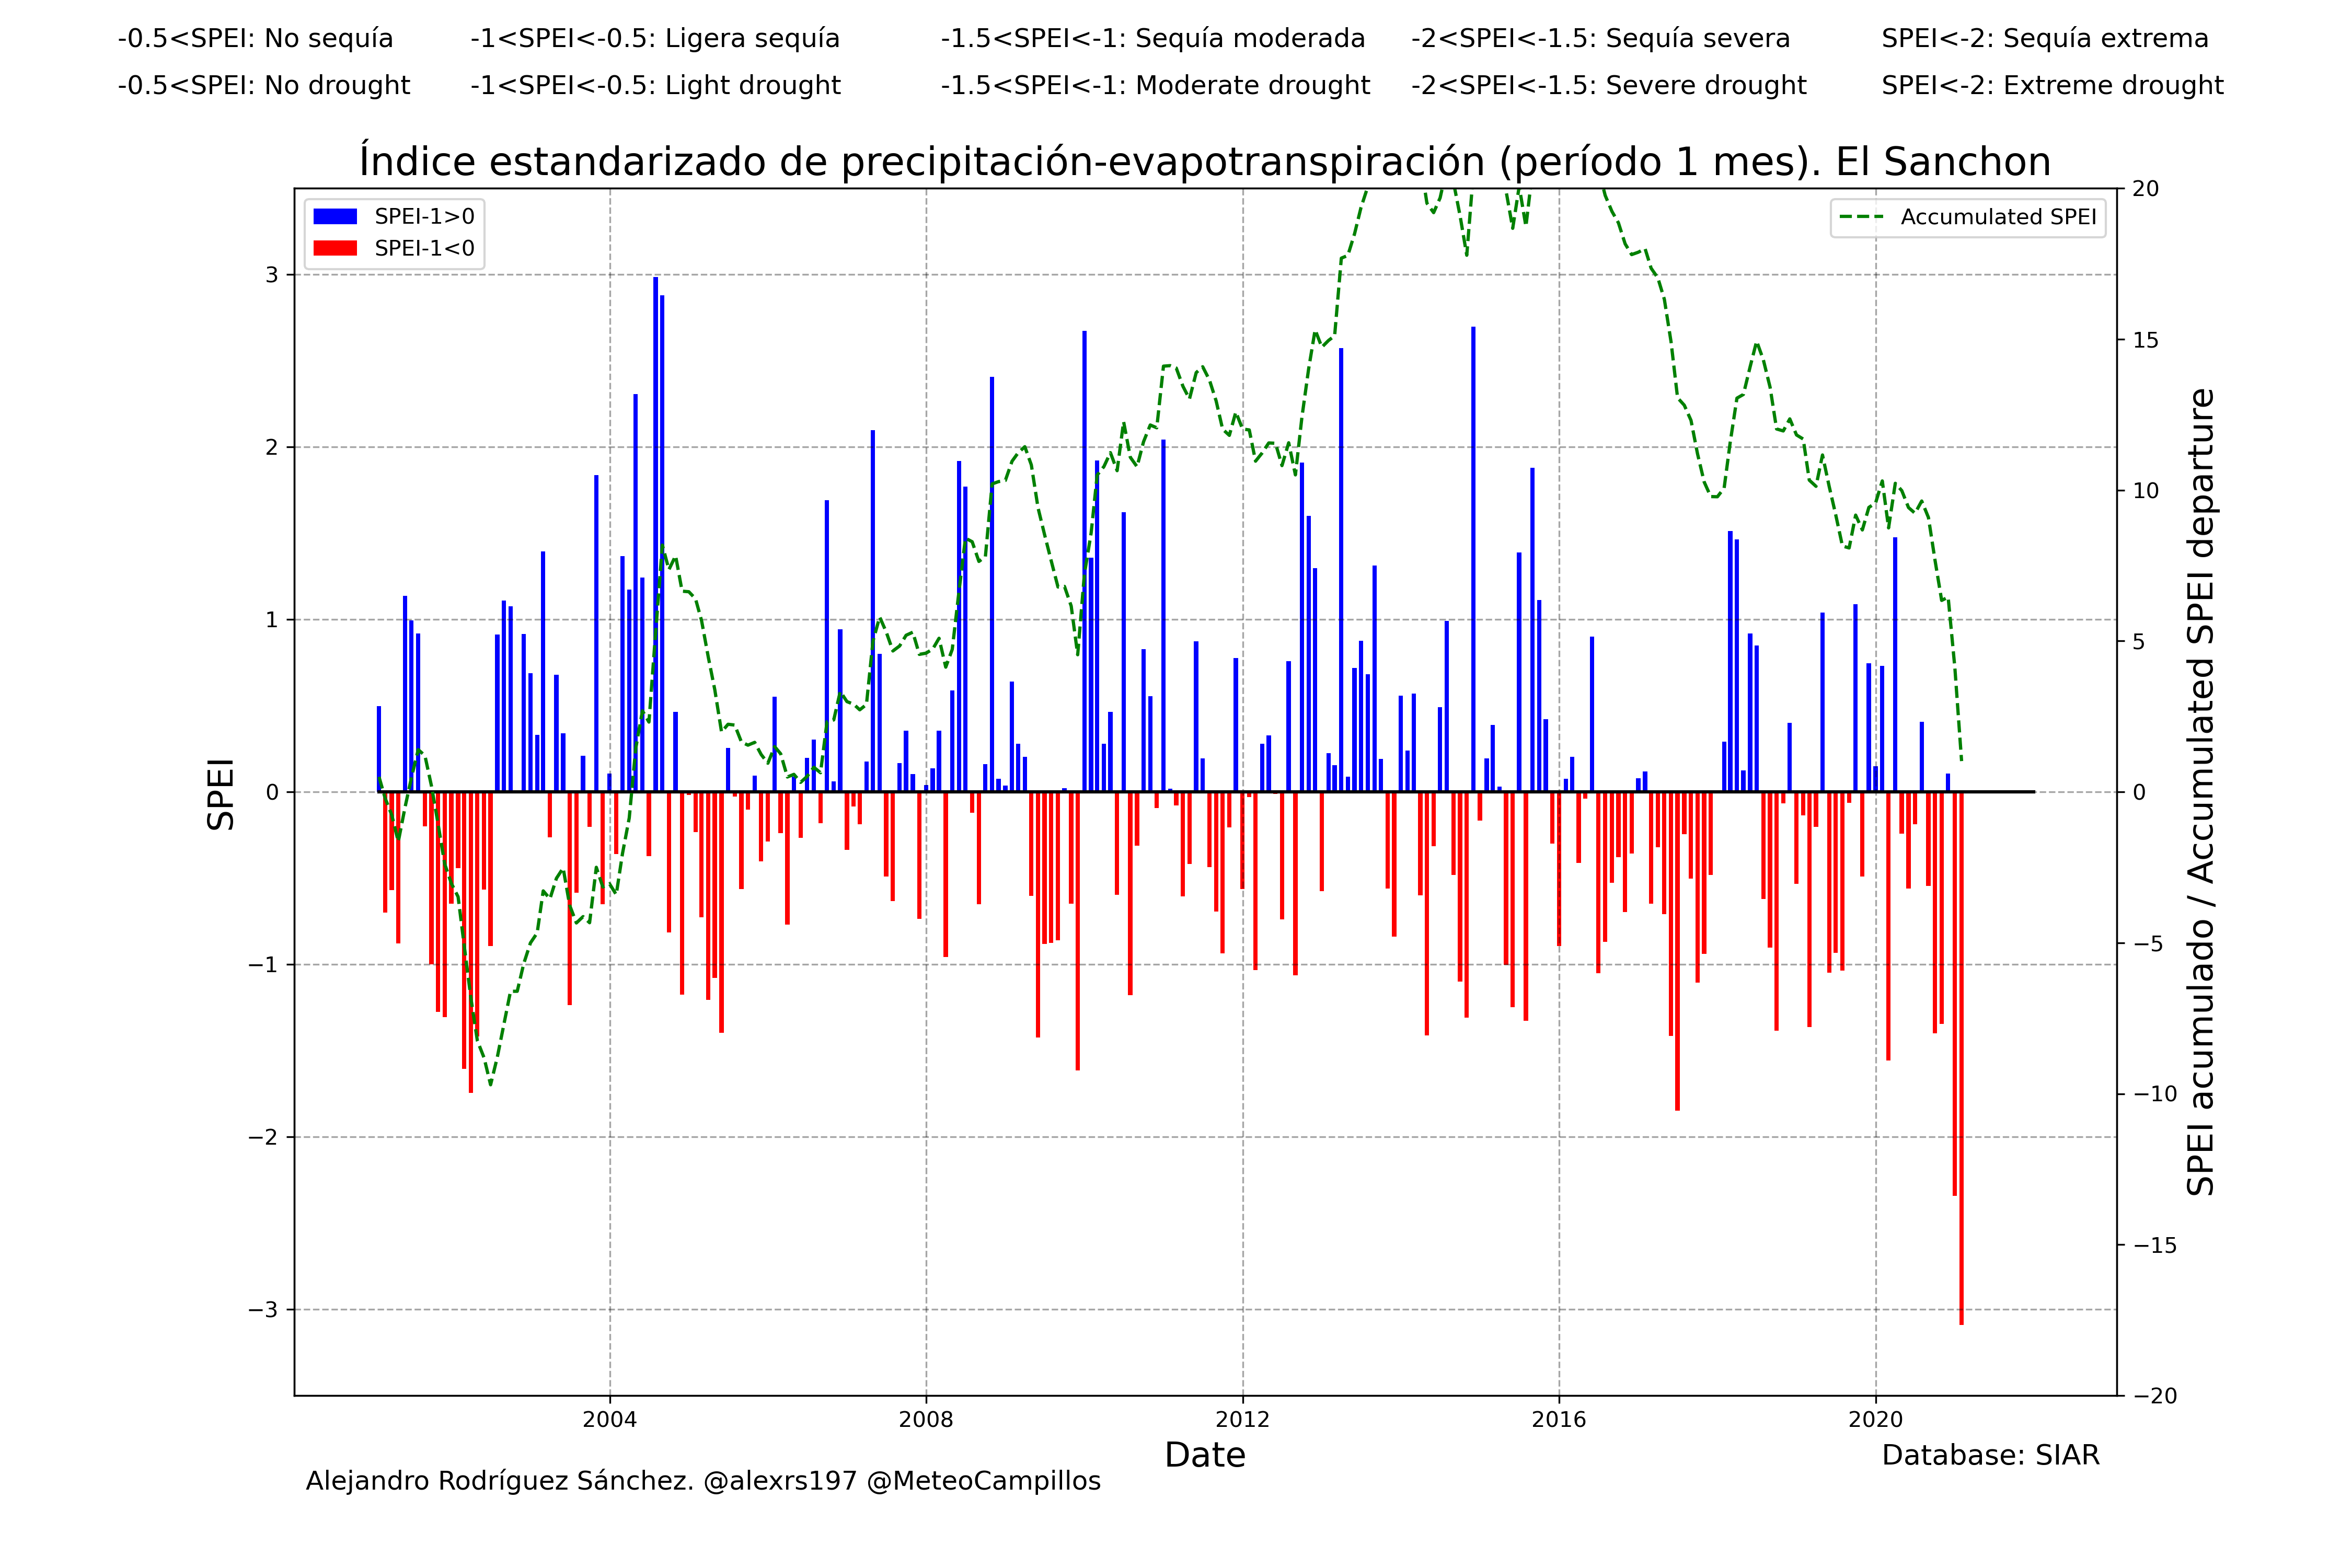 -0.5<SPEI: No sequía -1<SPEI<-0.5: Ligera sequía -1.5<SPEI<-1: Sequía moderada -2<SPEI<-1.5: Sequía severa SPEI<-2: Sequía extrema
-0.5<SPEI: No drought -1<SPEI<-0.5: Light drought -1.5<SPEI<-1: Moderate drought -2<SPEI<-1.5: Severe drought SPEI<-2: Extreme drought
Índice estandarizado de precipitación-evapotranspiración (período 1 mes). El Sanchon
SPEI-1>0
SPEI-1<0
Accumulated SPEI
SPEI
3
2
1
0
−1
−2
−3
20
15
10
5
0
−5
−10
−15
−20
SPEI acumulado / Accumulated SPEI departure
2004 2008 2012 2016 2020
Date
Database: SIAR
Alejandro Rodríguez Sánchez. @alexrs197 @MeteoCampillos